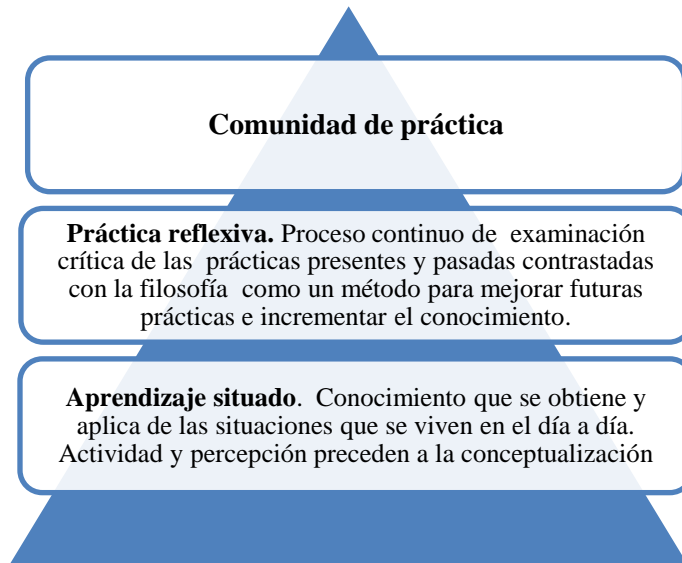 Comunidad de práctica
Práctica reflexiva. Proceso continuo de examinación
crítica de las prácticas presentes y pasadas contrastadas
con la filosofía como un método para mejorar futuras
prácticas e incrementar el conocimiento.
Aprendizaje situado. Conocimiento que se obtiene y
aplica de las situaciones que se viven en el día a día.
Actividad y percepción preceden a la conceptualización